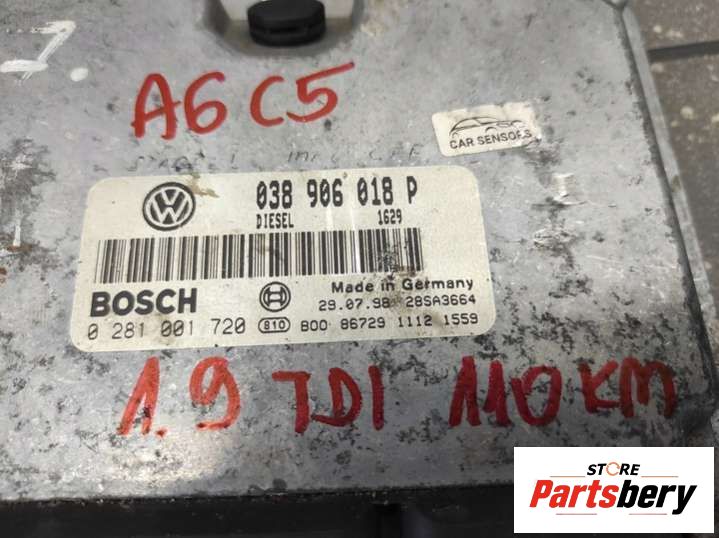 1.
A6 C5
CAR SENSORS
038 906 018 P
DIESEL 1629
Made in Germany
BOSCH 29.07.98 28SA3664
0 281 001 720 810 B00 86729 1112 1559
1.9 TDI 110KM
STORE
Partsbery